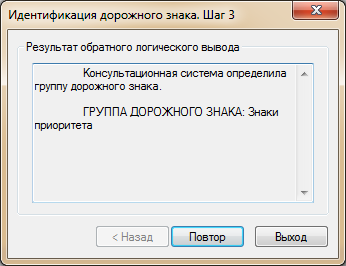 Идентификация дорожного знака. Шаг 3
Результат обратного логического вывода
Консультационная система определила
группу дорожного знака.
ГРУППА ДОРОЖНОГО ЗНАКА: Знаки
приоритета
< Назад Повтор Выход